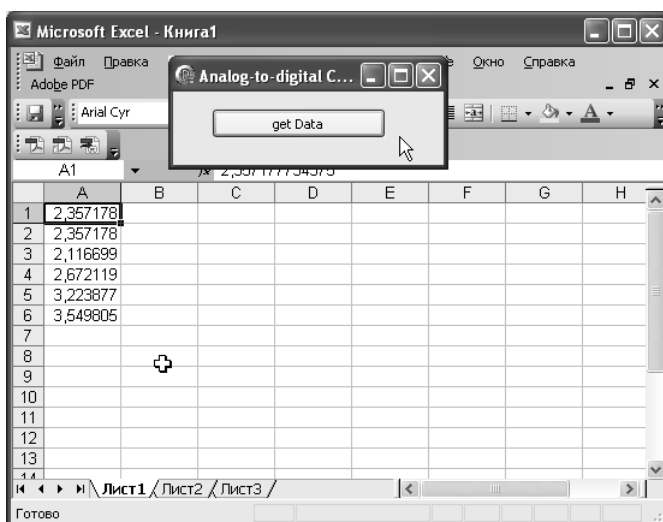 Microsoft Excel - Книга1
Файл Правка Окно Справка
Adobe PDF
Analog-to-digital C...
get Data
Arial Cyr
A1
A B C D E F G H
1 2,357178
2 2,357178
3 2,116699
4 2,672119
5 3,223877
6 3,549805
7
8
9
10
11
12
13
Лист1 Лист2 Лист3
Готово